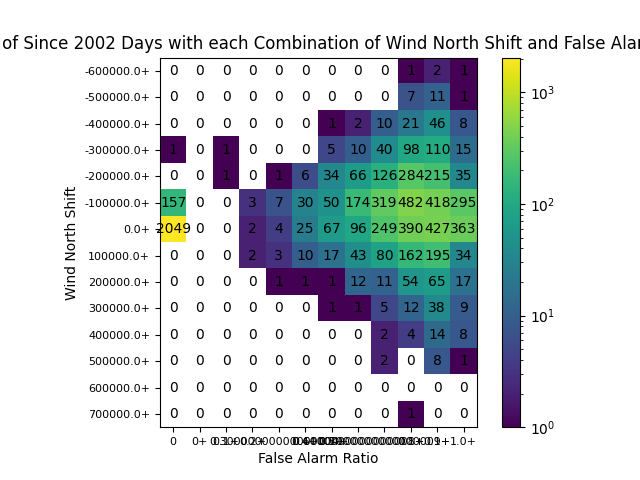 of Since 2002 Days with each Combination of Wind North Shift and False Alar
-600000.0+ 0 0 0 0 0 0 0 0 0 1 2 1
-500000.0+ 0 0 0 0 0 0 0 0 0 7 11 1
-400000.0+ 0 0 0 0 0 0 1 2 10 21 46 8
-300000.0+ 1 0 1 0 0 0 5 10 40 98 110 15
-200000.0+ 0 0 1 0 1 6 34 66 126 284 215 35
-100000.0+ 157 0 0 3 7 30 50 174 319 482 418 295
0.0+ 2049 0 0 2 4 25 67 96 249 390 427 363
100000.0+ 0 0 0 2 3 10 17 43 80 162 195 34
200000.0+ 0 0 0 0 1 1 1 12 11 54 65 17
300000.0+ 0 0 0 0 0 0 1 1 5 12 38 9
400000.0+ 0 0 0 0 0 0 0 0 2 4 14 8
500000.0+ 0 0 0 0 0 0 0 0 2 0 8 1
600000.0+ 0 0 0 0 0 0 0 0 0 0 0 0
700000.0+ 0 0 0 0 0 0 0 0 0 1 0 0
0 0+ 1.0+
False Alarm Ratio
Wind North Shift
10³
10²
10¹
10⁰